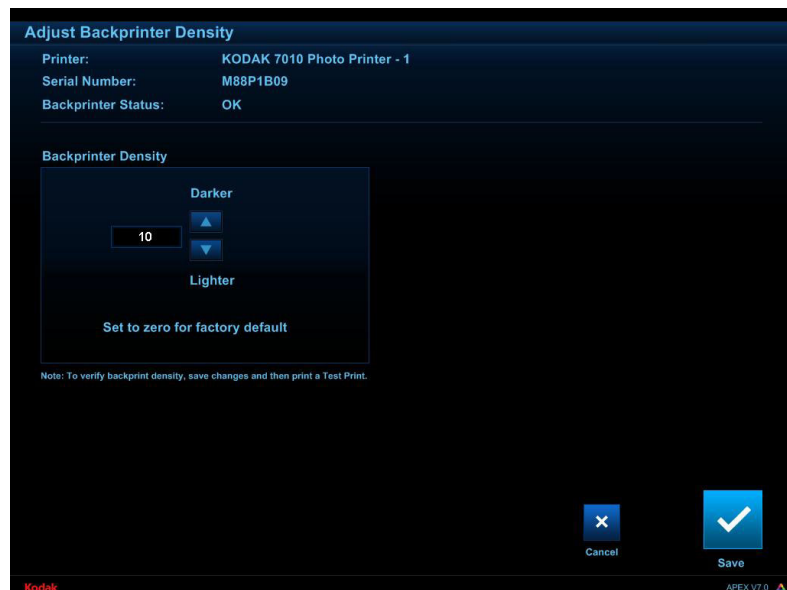 Adjust Backprinter Density
Printer: KODAK 7010 Photo Printer - 1
Serial Number: M88P1B09
Backprinter Status: OK
Backprinter Density
Darker
10
Lighter
Set to zero for factory default
Note: To verify backprint density, save changes and then print a Test Print.
Cancel
Save
Kodak
APEX V7.0